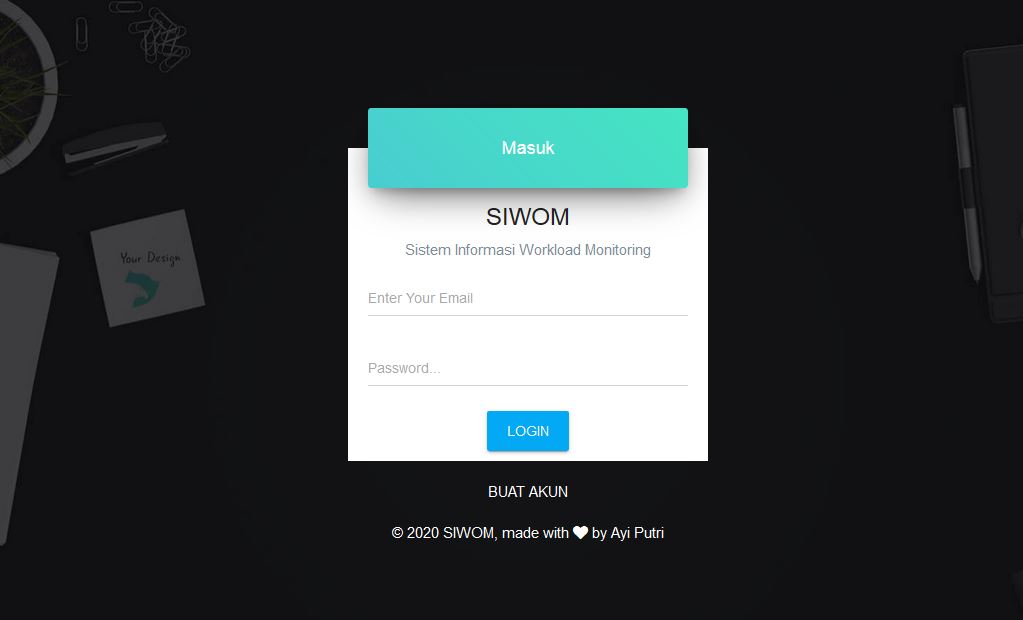 Masuk
SIWOM
Sistem Informasi Workload Monitoring
Your Design
Enter Your Email
Password...
LOGIN
BUAT AKUN
© 2020 SIWOM, made with ♥ by Ayi Putri